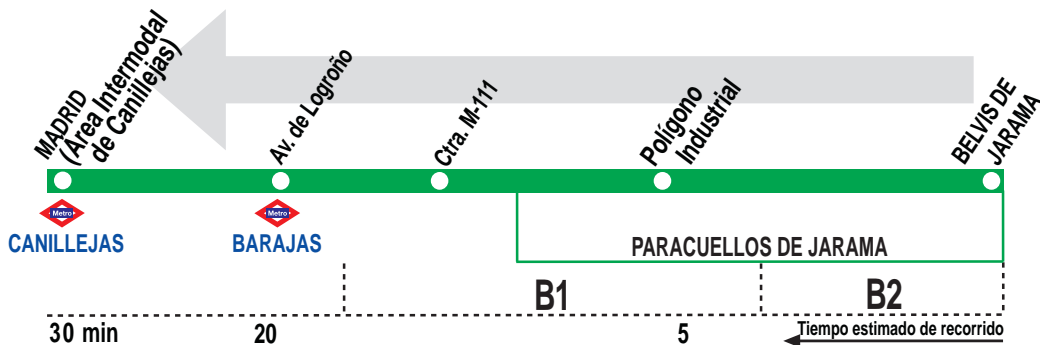 MADRID
(Área Intermodal
de Canillejas)
Av. de Logroño
Ctra. M-111
Polígono
Industrial
BELVIS DE
JARAMA
Metro
CANILLEJAS
Metro
BARAJAS
PARACUELLOS DE JARAMA
B1
B2
30 min
20
5
Tiempo estimado de recorrido